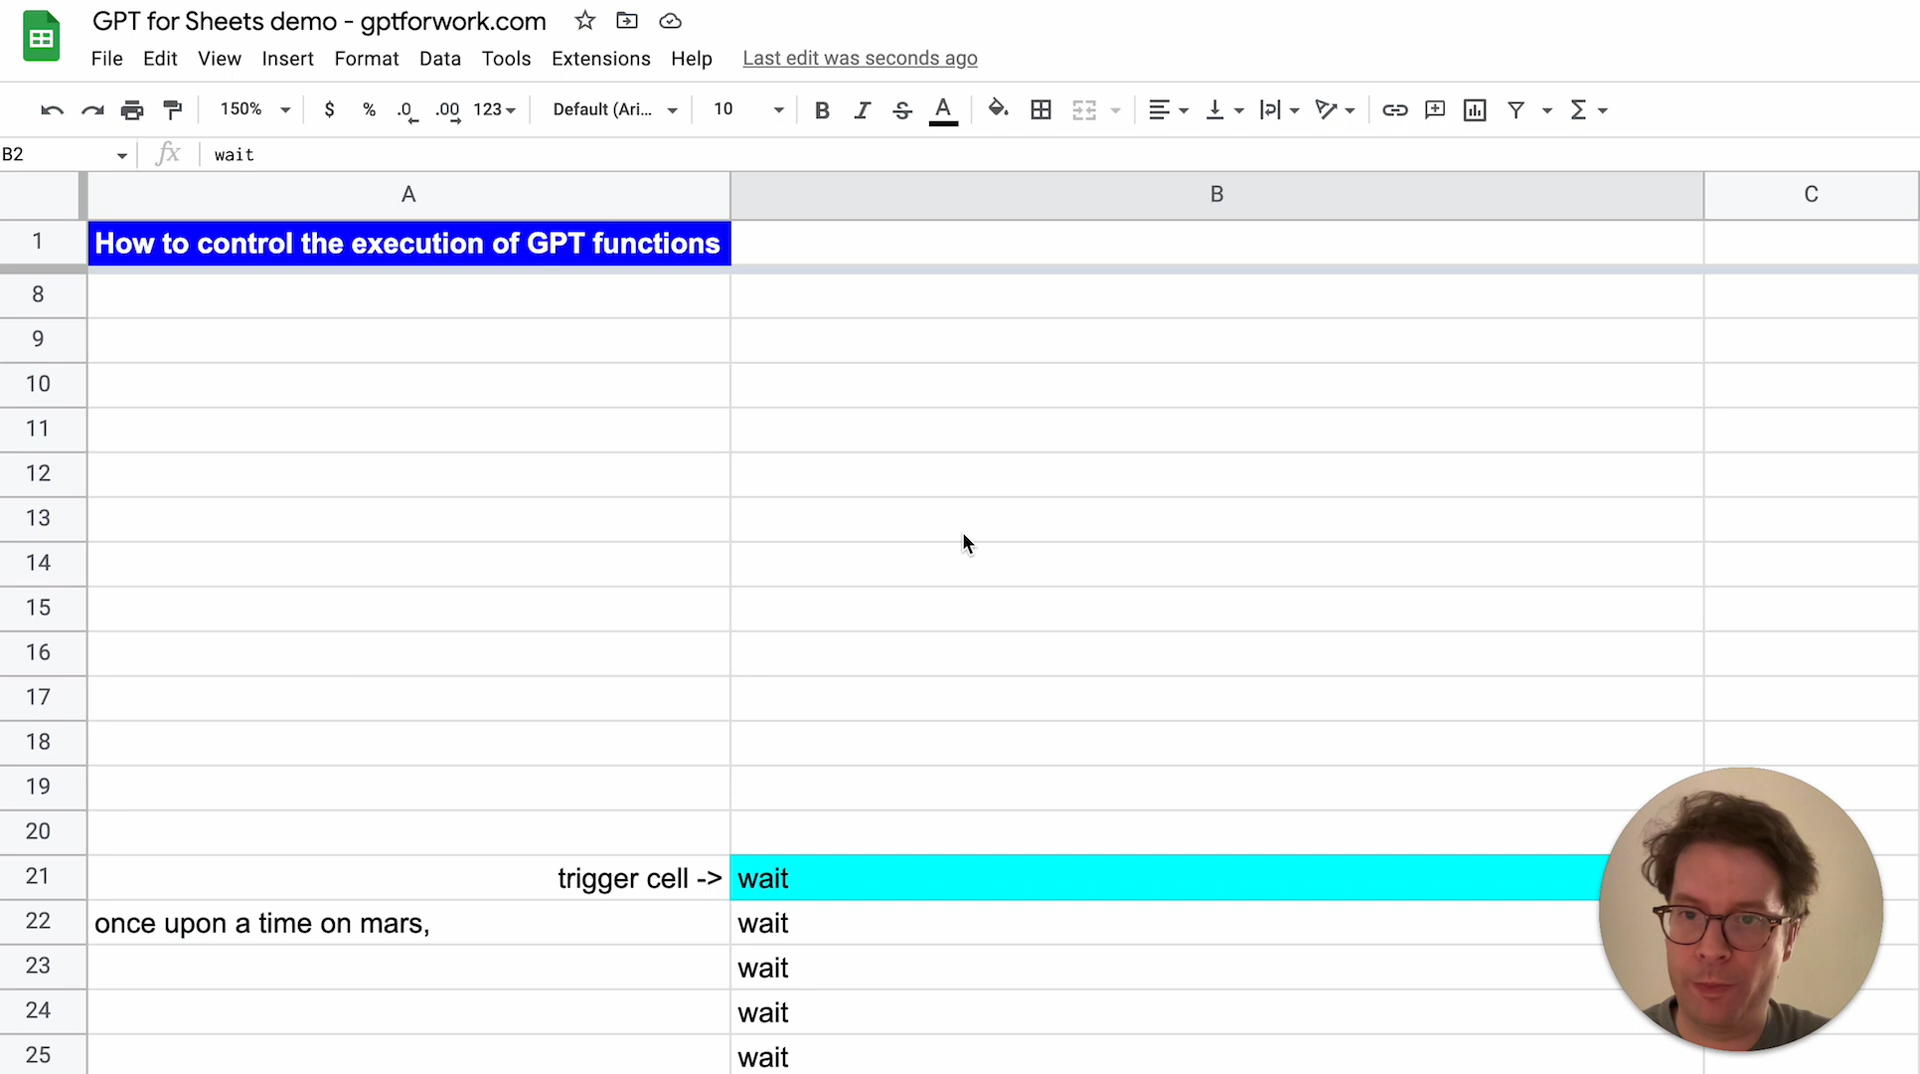 GPT for Sheets demo - gptforwork.com
File Edit View Insert Format Data Tools Extensions Help Last edit was seconds ago
150% $ % .0 .00 123 Default (Ari... 10 B I S A
B2 fx wait
A B C
1 How to control the execution of GPT functions
8
9
10
11
12
13
14
15
16
17
18
19
20
21 trigger cell -> wait
22 once upon a time on mars, wait
23 wait
24 wait
25 wait